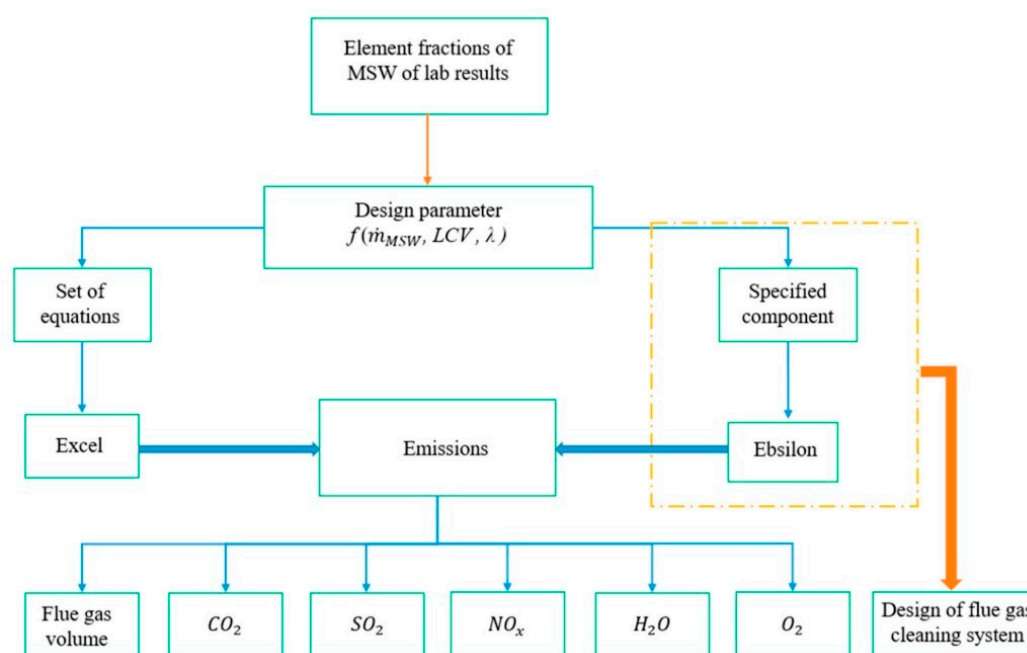 Element fractions of
MSW of lab results
Design parameter
f(ṁ_MSW, LCV, λ)
Set of
equations
Specified
component
Excel
Emissions
Ebsilon
Flue gas
volume
CO₂
SO₂
NOₓ
H₂O
O₂
Design of flue gas
cleaning system